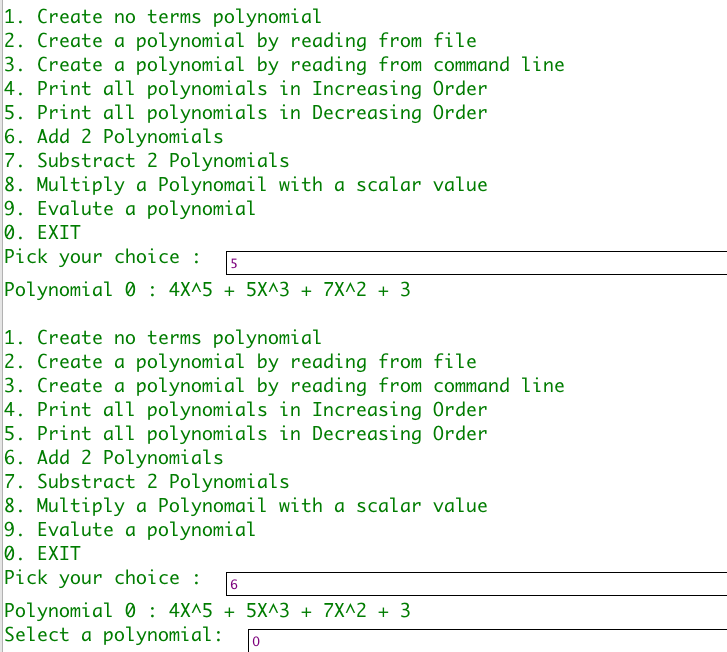 1. Create no terms polynomial
2. Create a polynomial by reading from file
3. Create a polynomial by reading from command line
4. Print all polynomials in Increasing Order
5. Print all polynomials in Decreasing Order
6. Add 2 Polynomials
7. Substract 2 Polynomials
8. Multiply a Polynomail with a scalar value
9. Evalute a polynomial
0. EXIT
Pick your choice : 5
Polynomial 0 : 4X^5 + 5X^3 + 7X^2 + 3
1. Create no terms polynomial
2. Create a polynomial by reading from file
3. Create a polynomial by reading from command line
4. Print all polynomials in Increasing Order
5. Print all polynomials in Decreasing Order
6. Add 2 Polynomials
7. Substract 2 Polynomials
8. Multiply a Polynomail with a scalar value
9. Evalute a polynomial
0. EXIT
Pick your choice : 6
Polynomial 0 : 4X^5 + 5X^3 + 7X^2 + 3
Select a polynomial: 0